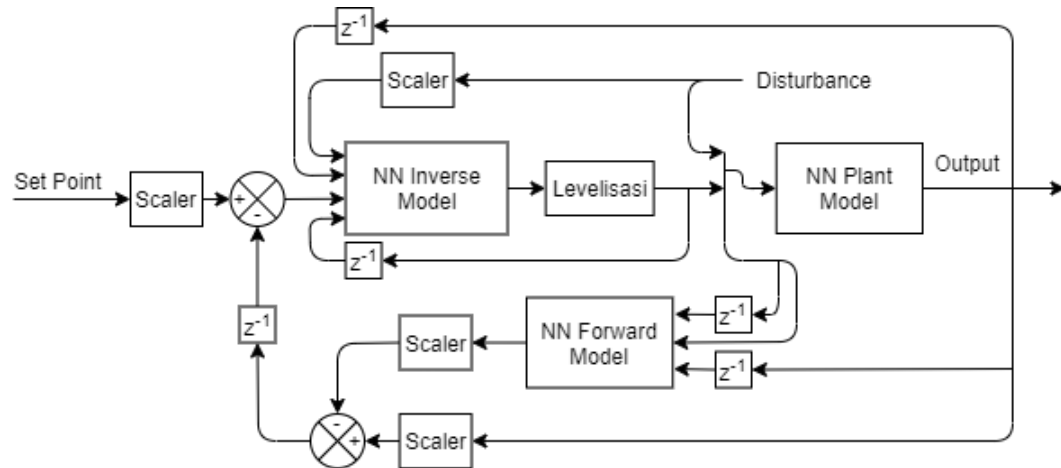 z⁻¹
Scaler
Disturbance
Set Point
Scaler
+
-
NN Inverse
Model
Levelisasi
NN Plant
Model
Output
z⁻¹
z⁻¹
Scaler
NN Forward
Model
z⁻¹
z⁻¹
-
+
Scaler